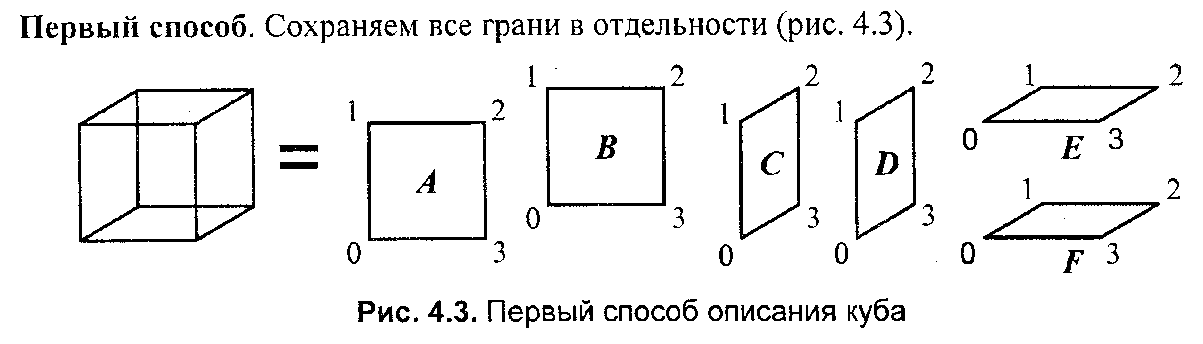 Первый способ. Сохраняем все грани в отдельности (рис. 4.3).
1 2 A 0 3
1 2 B 0 3
1 2 C 0 3
1 2 D 0 3
1 2 0 E 3
1 2 0 F 3
=
Рис. 4.3. Первый способ описания куба